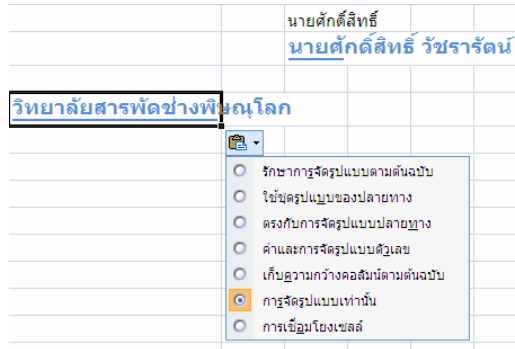 นายศักดิ์สิทธิ์
นายศักดิ์สิทธิ์ วัชรารัตน์
วิทยาลัยสารพัดช่างพิษณุโลก
รักษาการจัดรูปแบบตามต้นฉบับ
ใช้ชุดรูปแบบของปลายทาง
ตรงกับการจัดรูปแบบปลายทาง
ค่าและการจัดรูปแบบตัวเลข
เก็บความกว้างคอลัมน์ตามต้นฉบับ
การจัดรูปแบบเท่านั้น
การเชื่อมโยงเซลล์